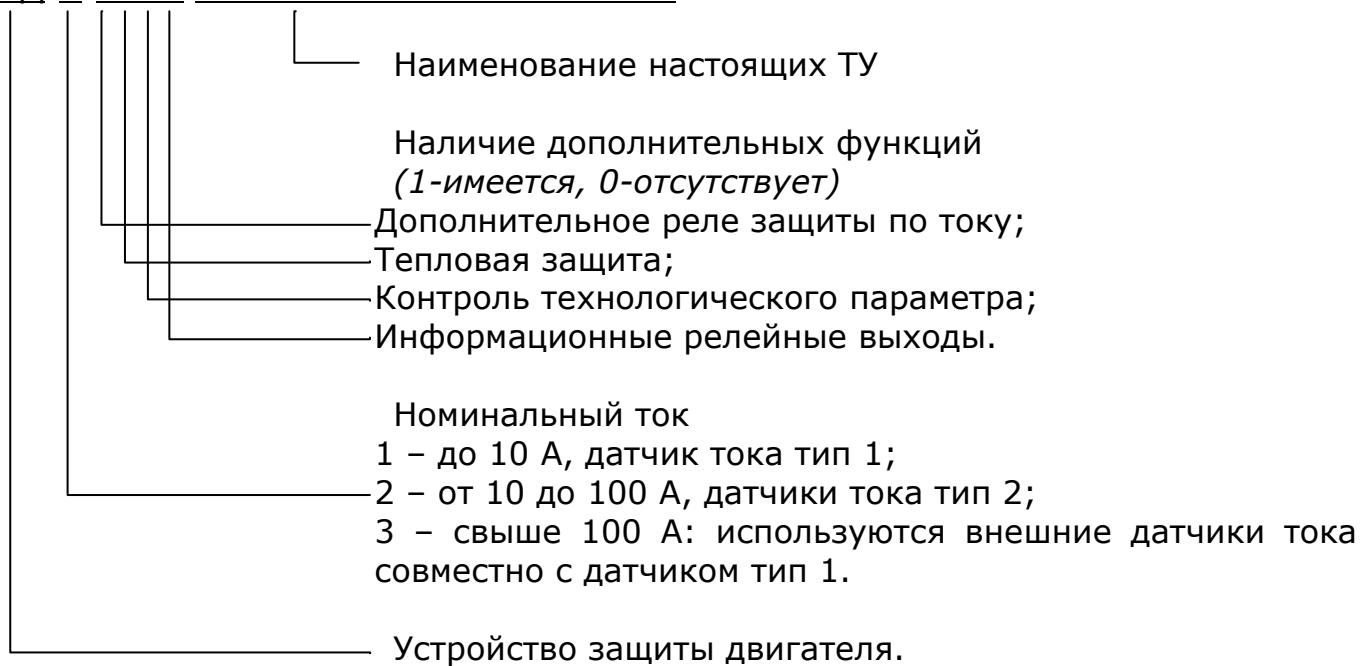 Наименование настоящих ТУ
Наличие дополнительных функций
(1-имеется, 0-отсутствует)
Дополнительное реле защиты по току;
Тепловая защита;
Контроль технологического параметра;
Информационные релейные выходы.
Номинальный ток
1 – до 10 А, датчик тока тип 1;
2 – от 10 до 100 А, датчики тока тип 2;
3 – свыше 100 А: используются внешние датчики тока
совместно с датчиком тип 1.
Устройство защиты двигателя.